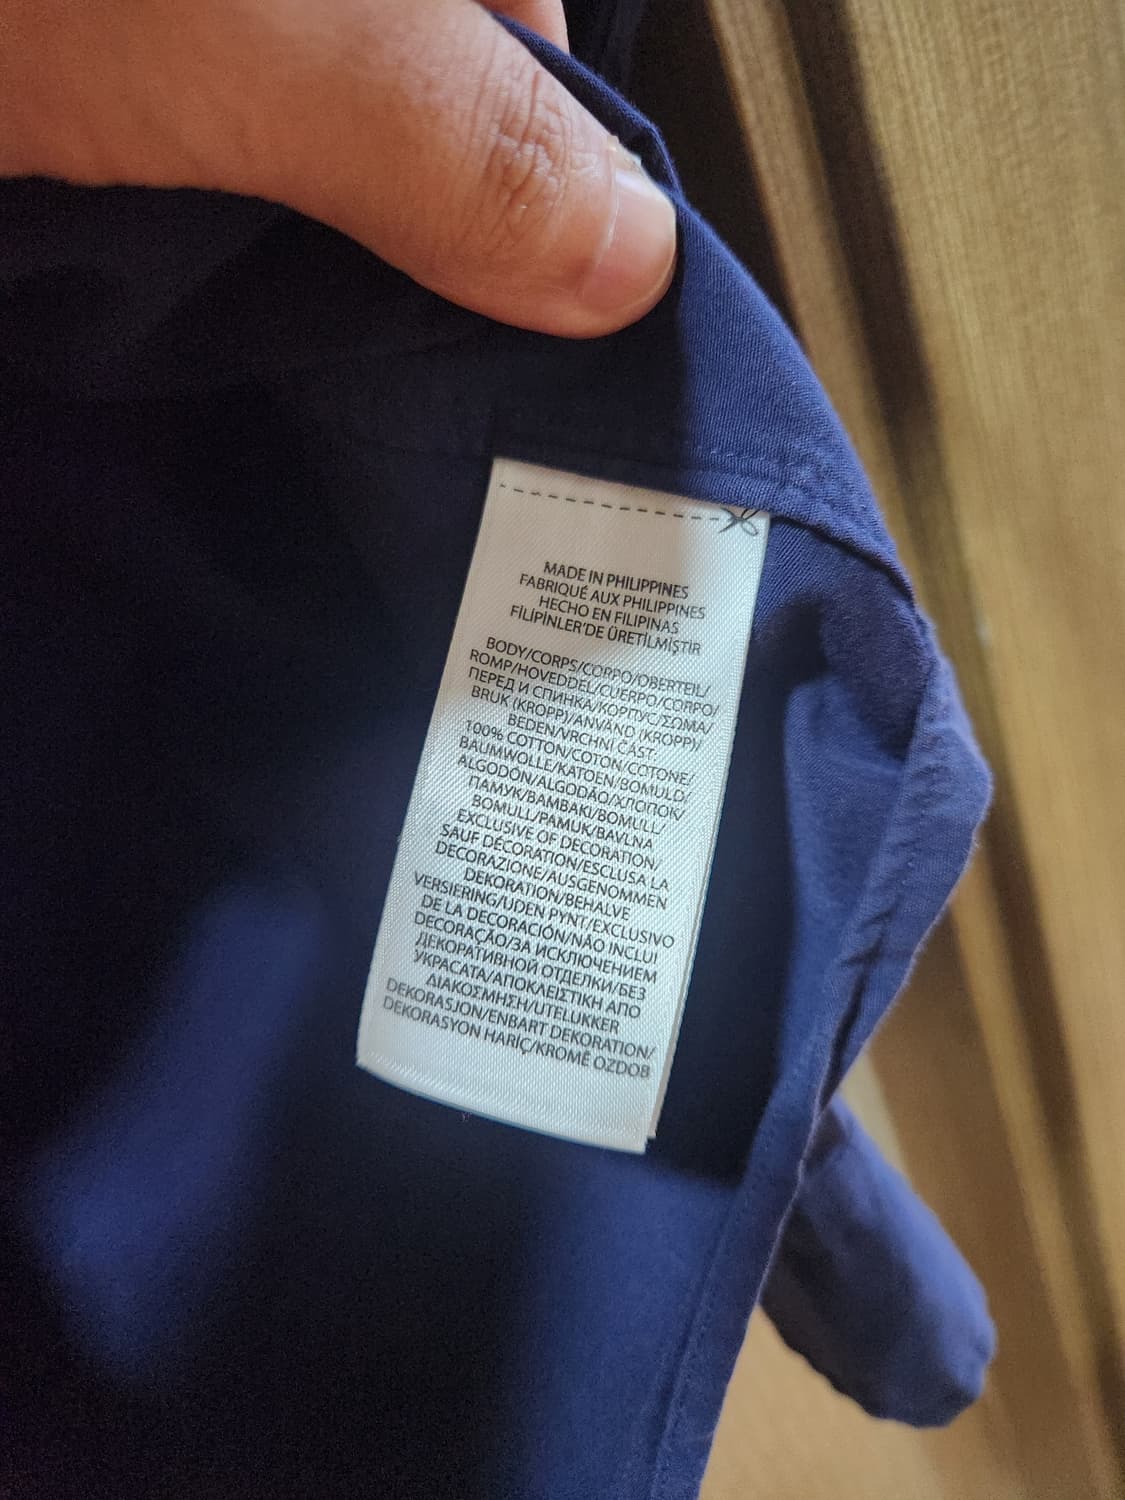 MADE IN PHILIPPINES
FABRIQUÉ AUX PHILIPPINES
HECHO EN FILIPINAS
FİLİPİNLER'DE ÜRETİLMİŞTİR
BODY/CORPS/CORPO/OBERTEIL/
ROMP/HOVEDDEL/CUERPO/CORPO/
ПЕРЕД И СПИНКА/КОРПУС/ΣΩΜΑ/
BRUK (KROPP)/ANVÄND (KROPP)/
BEDEN/VRCHNÍ ČÁST
100% COTTON/COTON/COTONE/
BAUMWOLLE/KATOEN/BOMULD/
ALGODÓN/ALGODÃO/ХЛОПОК/
ПАМУК/ΒΑΜΒΑΚΙ/BOMULL/
BOMULL/PAMUK/BAVLNA
EXCLUSIVE OF DECORATION/
SAUF DÉCORATION/ESCLUSA LA
DECORAZIONE/AUSGENOMMEN
DEKORATION/BEHALVE
VERSIERING/UDEN PYNT/EXCLUSIVO
DE LA DECORACIÓN/NÃO INCLUI
DECORAÇÃO/ЗА ИСКЛЮЧЕНИЕМ
ДЕКОРАТИВНОЙ ОТДЕЛКИ/БЕЗ
УКРАСАТА/ΑΠΟΚΛΕΙΣΤΙΚΗ ΑΠΟ
ΔΙΑΚΟΣΜΗΣΗ/UTELUKKER
DEKORASJON/ENBART DEKORATION/
DEKORASYON HARİÇ/KROMĚ OZDOB